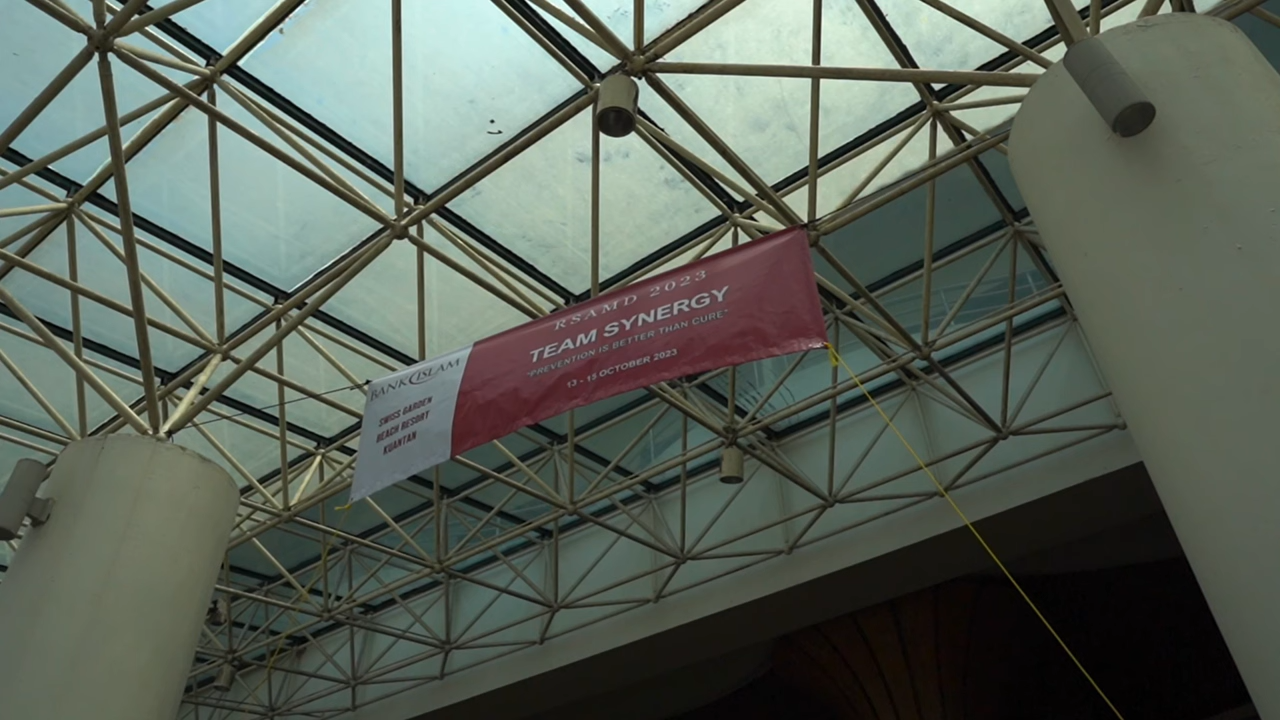 BANK ISLAM
SWISS GARDEN
BEACH RESORT
KUANTAN
RSAMD 2023
TEAM SYNERGY
"PREVENTION IS BETTER THAN CURE"
13 - 15 OCTOBER 2023